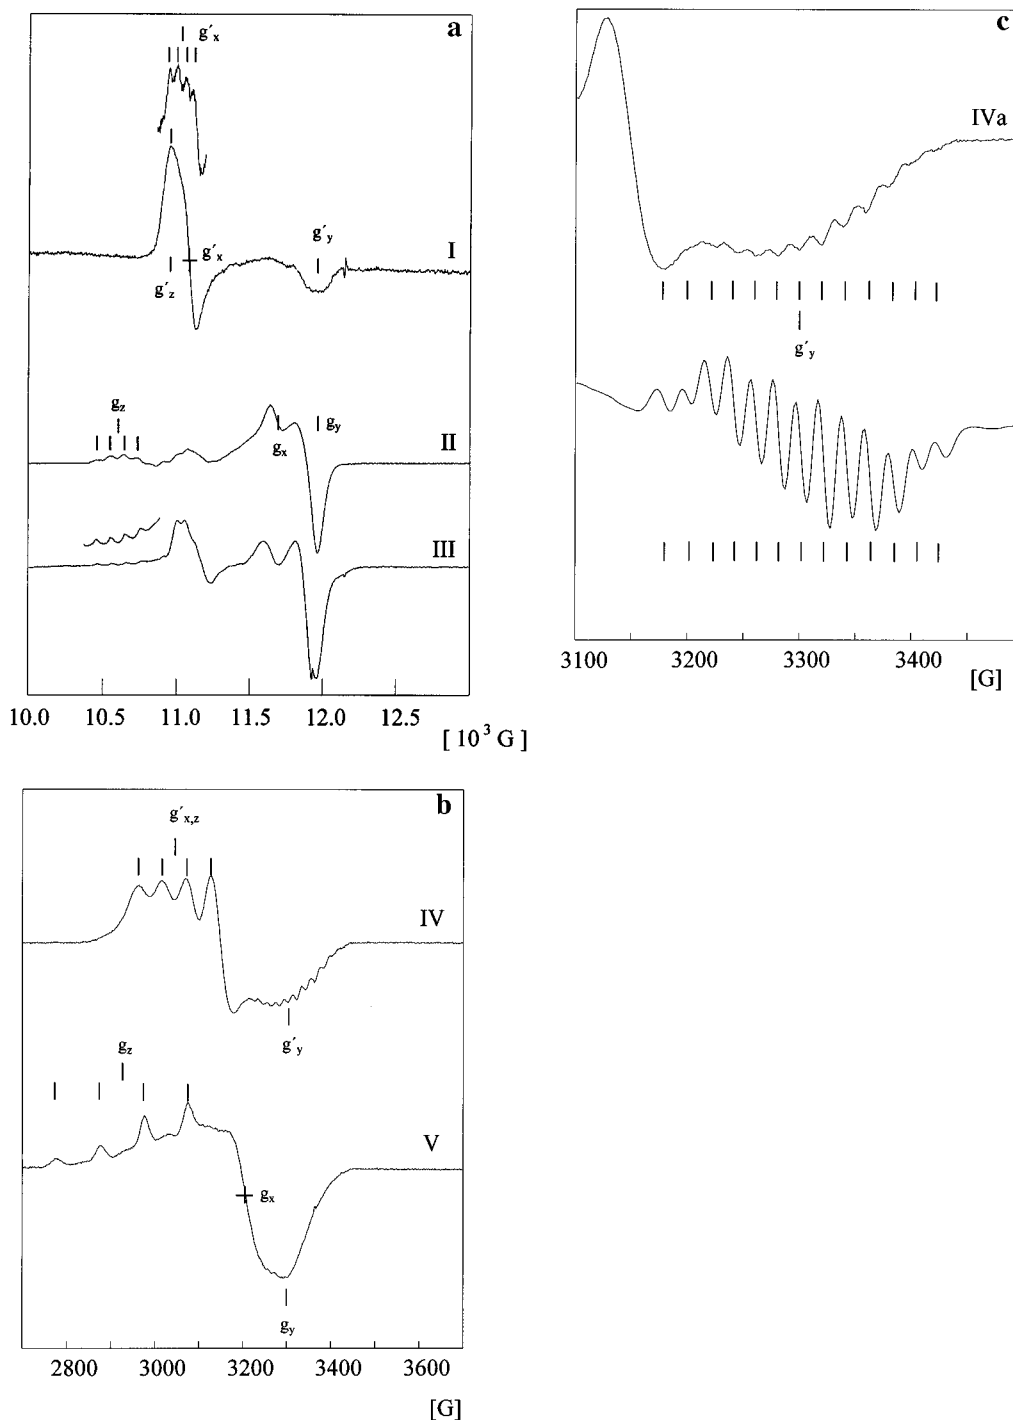 a
g′x
I
g′x
g′z
g′y
gz
II
gx
gy
III
10.0 10.5 11.0 11.5 12.0 12.5
[ 10³ G ]
c
IVa
g′y
3100 3200 3300 3400
[G]
b
g′x,z
IV
g′y
gz
V
gx
gy
2800 3000 3200 3400 3600
[G]